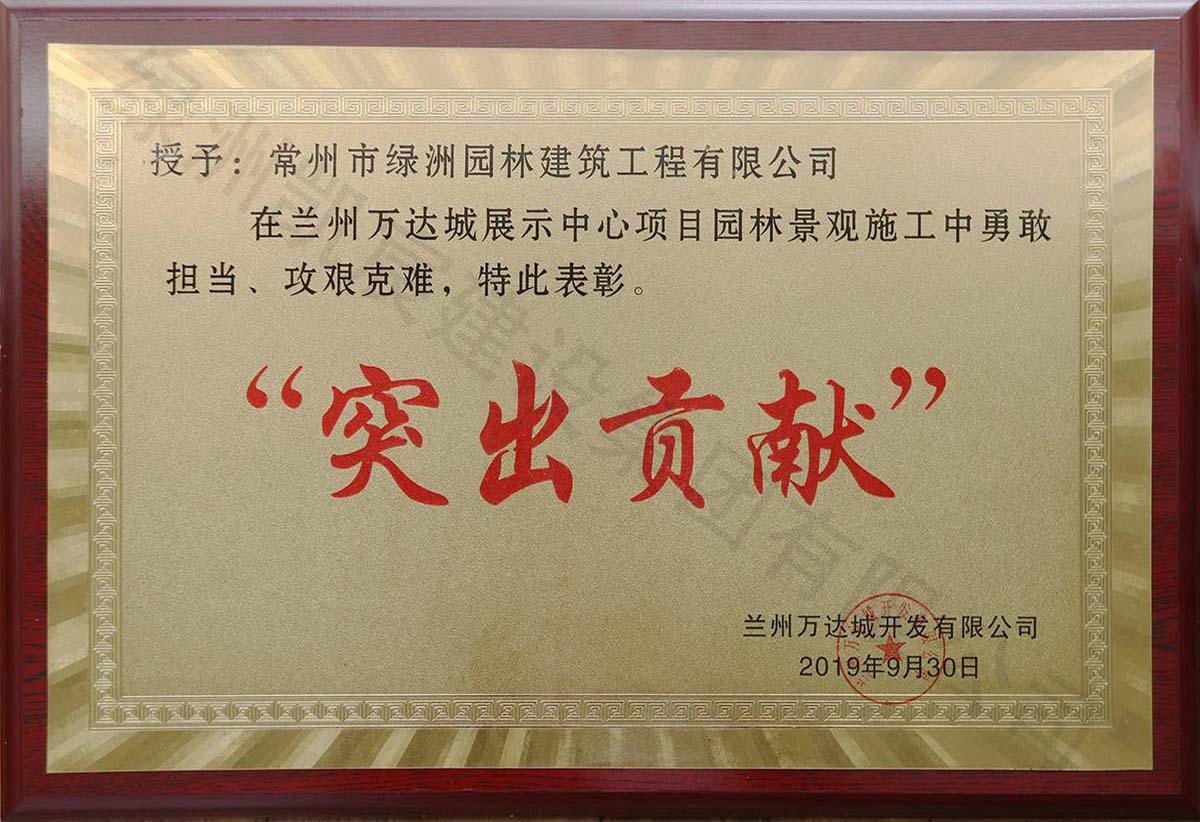 授予：常州市绿洲园林建筑工程有限公司
在兰州万达城展示中心项目园林景观施工中勇敢
担当、攻艰克难，特此表彰。
“突出贡献”
兰州万达城开发有限公司
2019年9月30日